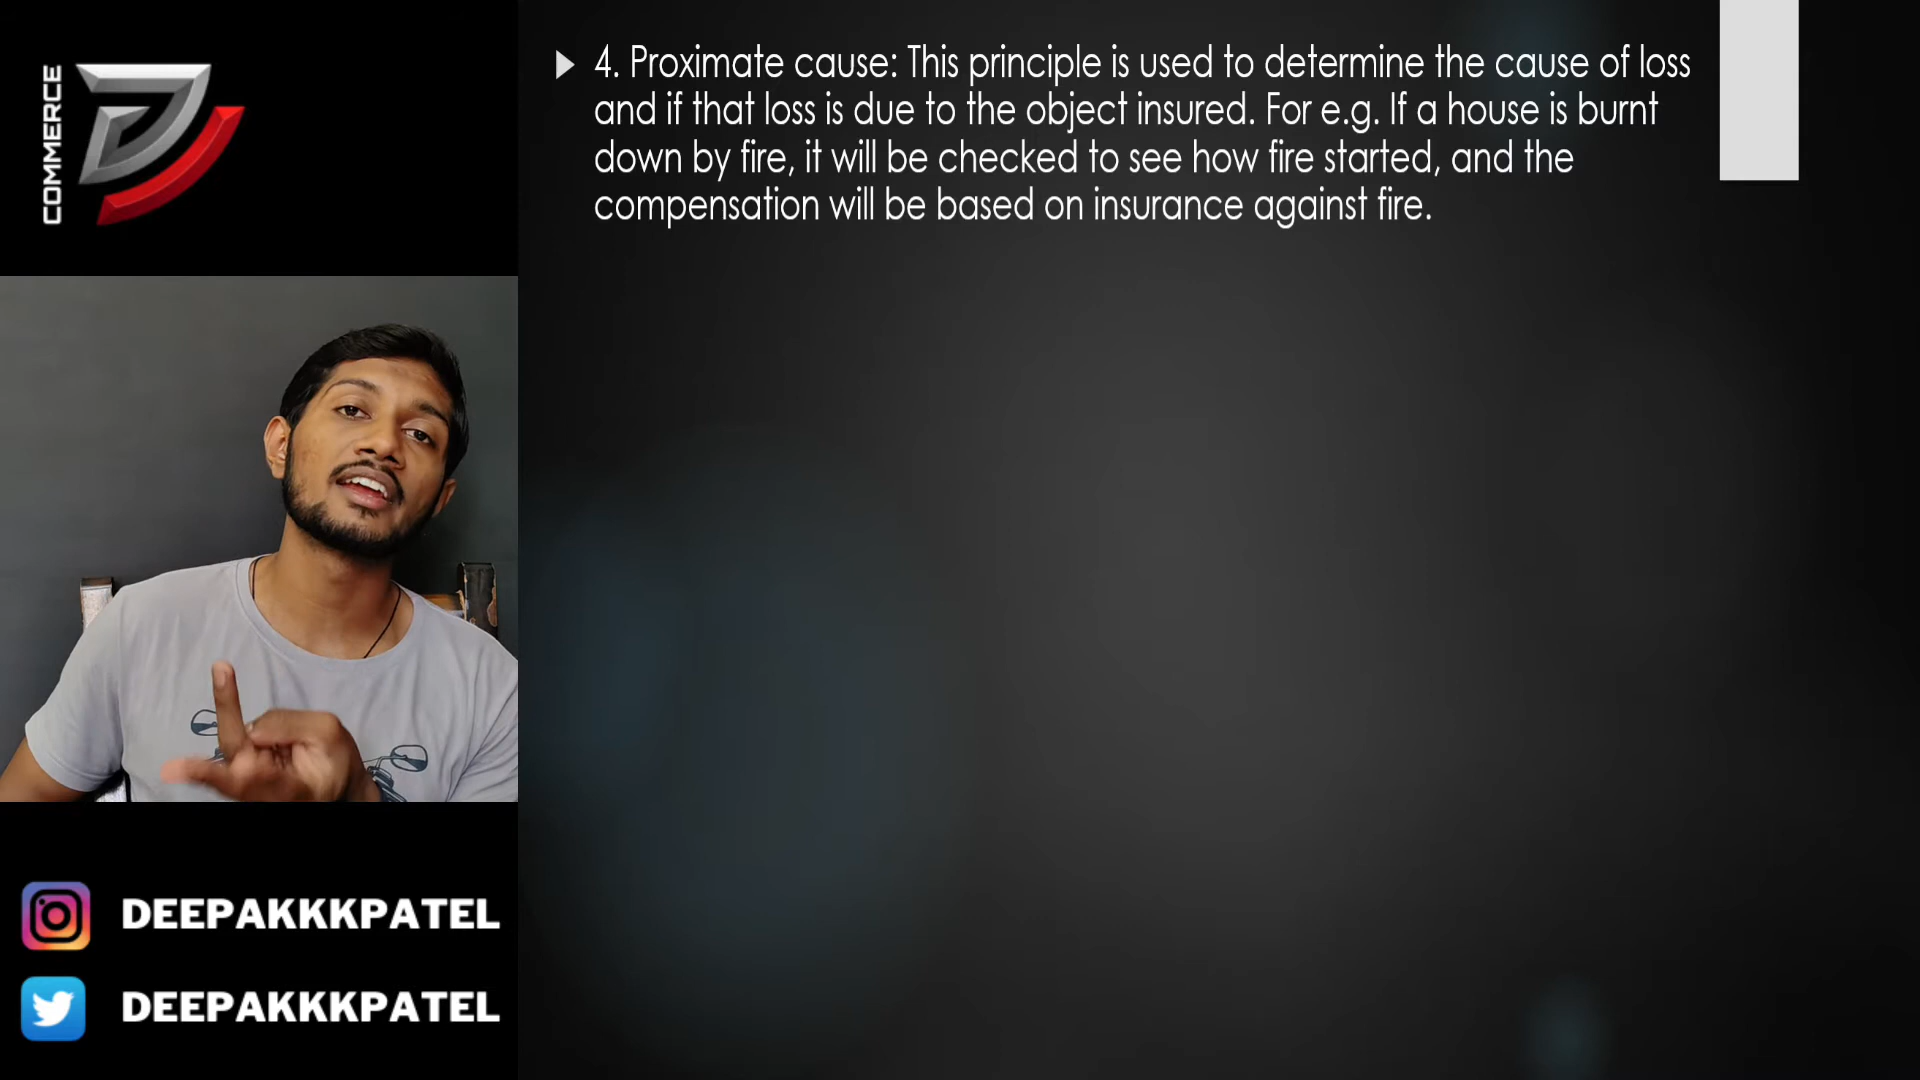 COMMERCE
4. Proximate cause: This principle is used to determine the cause of loss
and if that loss is due to the object insured. For e.g. If a house is burnt
down by fire, it will be checked to see how fire started, and the
compensation will be based on insurance against fire.
DEEPAKKKPATEL
DEEPAKKKPATEL